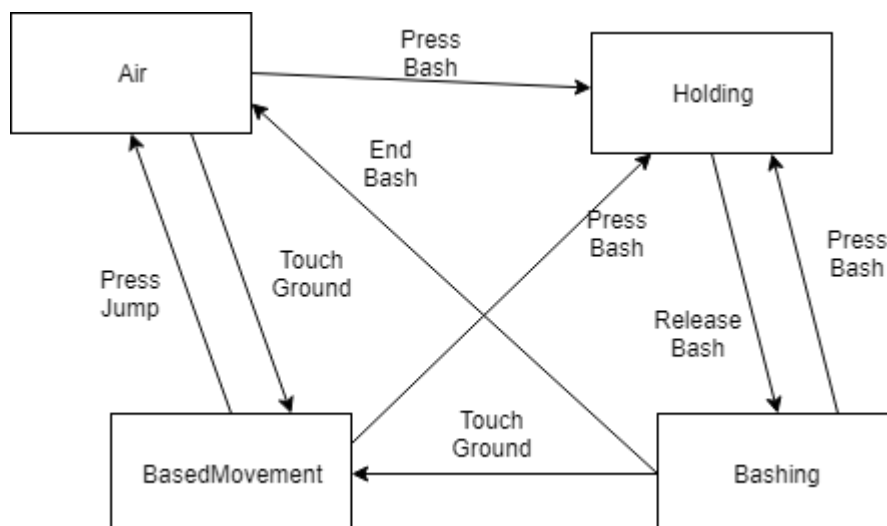 Air
Press
Bash
Holding
End
Bash
Press
Bash
Press
Bash
Touch
Ground
Press
Jump
Release
Bash
Touch
Ground
BasedMovement
Bashing